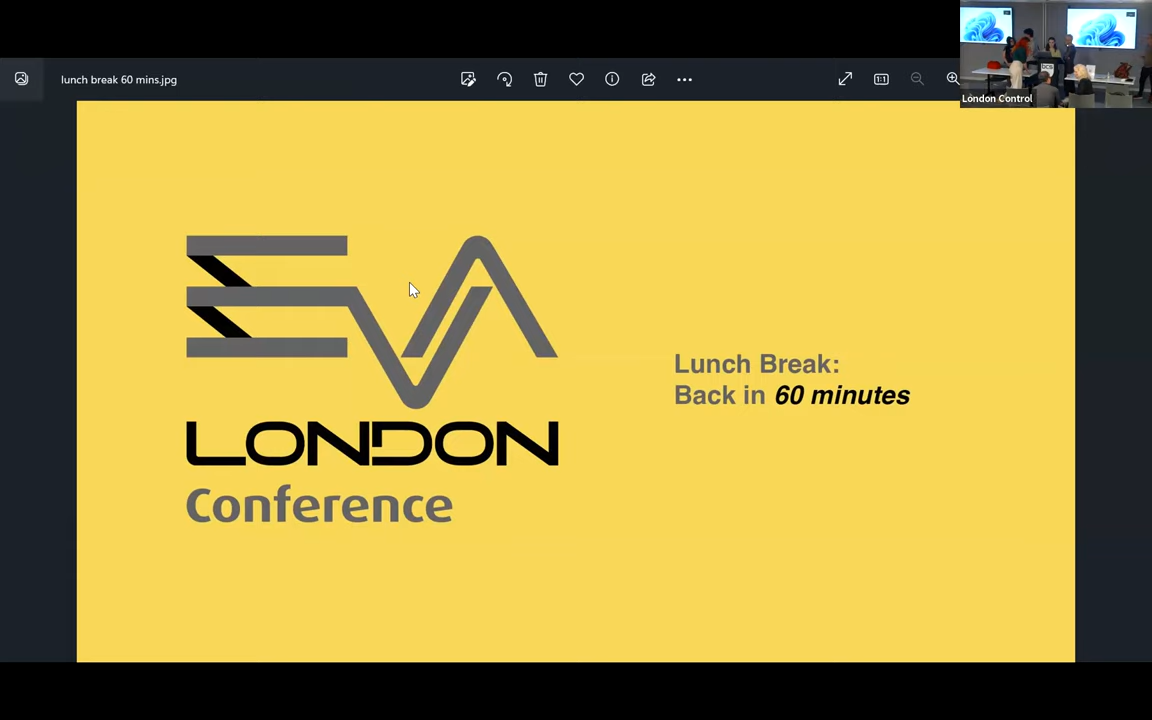 lunch break 60 mins.jpg
London Control
EVA
LONDON
Conference
Lunch Break:
Back in 60 minutes